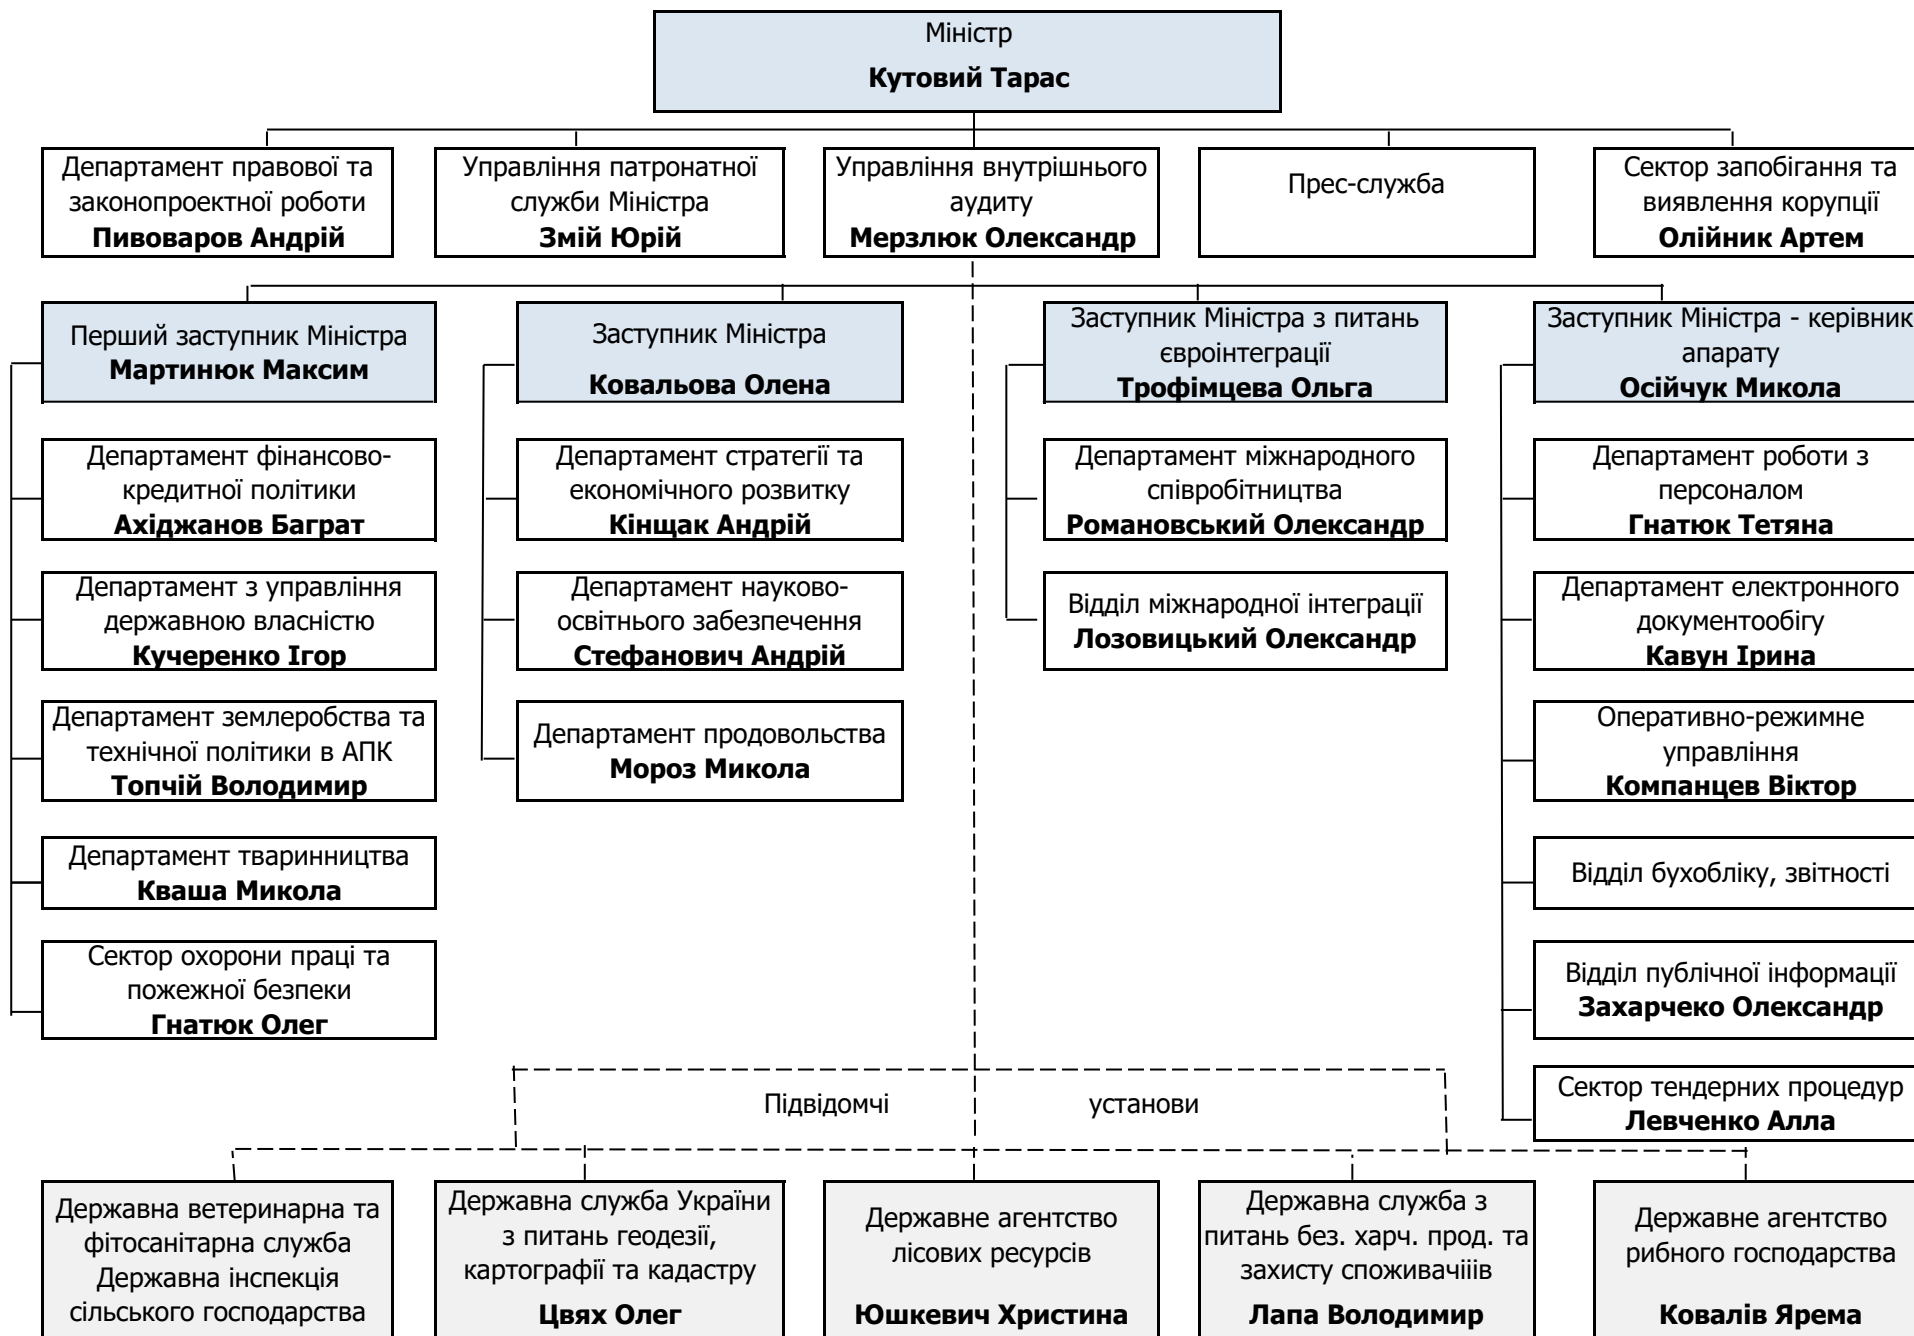 Міністр
Кутовий Тарас
Департамент правової та
законопроектної роботи
Пивоваров Андрій
Управління патронатної
служби Міністра
Змій Юрій
Управління внутрішнього
аудиту
Мерзлюк Олександр
Прес-служба
Сектор запобігання та
виявлення корупції
Олійник Артем
Перший заступник Міністра
Мартинюк Максим
Заступник Міністра
Ковальова Олена
Заступник Міністра з питань
євроінтеграції
Трофімцева Ольга
Заступник Міністра - керівник
апарату
Осійчук Микола
Департамент фінансово-
кредитної політики
Ахіджанов Баграт
Департамент стратегії та
економічного розвитку
Кінщак Андрій
Департамент міжнародного
співробітництва
Романовський Олександр
Департамент роботи з
персоналом
Гнатюк Тетяна
Департамент з управління
державною власністю
Кучеренко Ігор
Департамент науково-
освітнього забезпечення
Стефанович Андрій
Відділ міжнародної інтеграції
Лозовицький Олександр
Департамент електронного
документообігу
Кавун Ірина
Департамент землеробства та
технічної політики в АПК
Топчій Володимир
Департамент продовольства
Мороз Микола
Оперативно-режимне
управління
Компанцев Віктор
Департамент тваринництва
Кваша Микола
Відділ бухобліку, звітності
Сектор охорони праці та
пожежної безпеки
Гнатюк Олег
Відділ публічної інформації
Захарчеко Олександр
Сектор тендерних процедур
Левченко Алла
Підвідомчі установи
Державна ветеринарна та
фітосанітарна служба
Державна інспекція
сільського господарства
Державна служба України
з питань геодезії,
картографії та кадастру
Цвях Олег
Державне агентство
лісових ресурсів
Юшкевич Христина
Державна служба з
питань без. харч. прод. та
захисту споживачіїів
Лапа Володимир
Державне агентство
рибного господарства
Ковалів Ярема